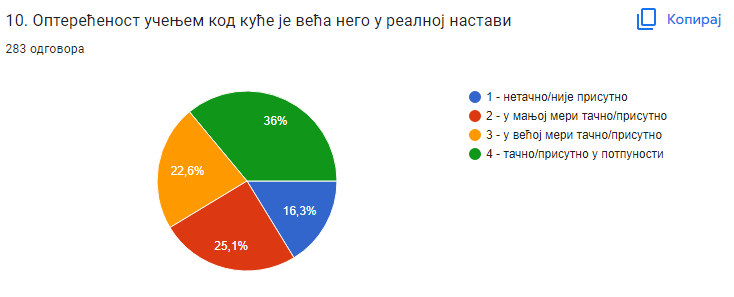 10. Оптерећеност учењем код куће је већа него у реалној настави
Копирај
283 одговора
1 - нетачно/није присутно
2 - у мањој мери тачно/присутно
3 - у већој мери тачно/присутно
4 - тачно/присутно у потпуности
36%
22,6%
16,3%
25,1%